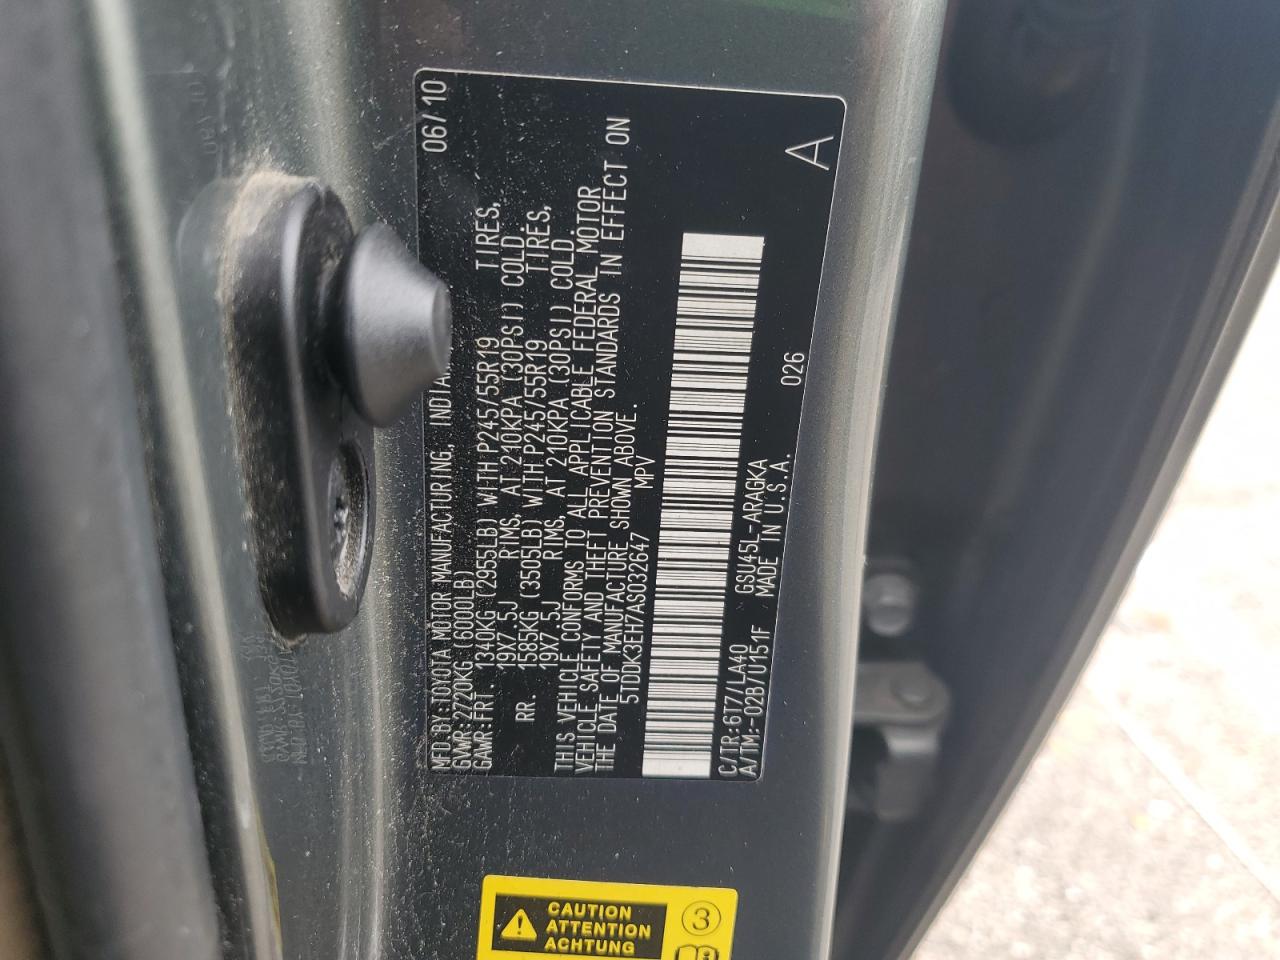 MFD.BY:TOYOTA MOTOR MANUFACTURING, INDIA 06/10
GVWR:2720KG (6000LB)
GAWR:FRT. 1340KG (2955LB) WITH P245/55R19 TIRES,
19X7.5J RIMS, AT 210KPA (30PSI) COLD.
RR. 1585KG (3505LB) WITH P245/55R19 TIRES,
19X7.5J RIMS, AT 210KPA (30PSI) COLD.
THIS VEHICLE CONFORMS TO ALL APPLICABLE FEDERAL MOTOR
VEHICLE SAFETY AND THEFT PREVENTION STANDARDS IN EFFECT ON
THE DATE OF MANUFACTURE SHOWN ABOVE.
5TDDK3EH7AS032647 MPV
C/TR:6T7/LA40 GSU45L-ARAGKA
A/TM:-02B/U151F MADE IN U.S.A. 026 A
CAUTION
ATTENTION
ACHTUNG
3